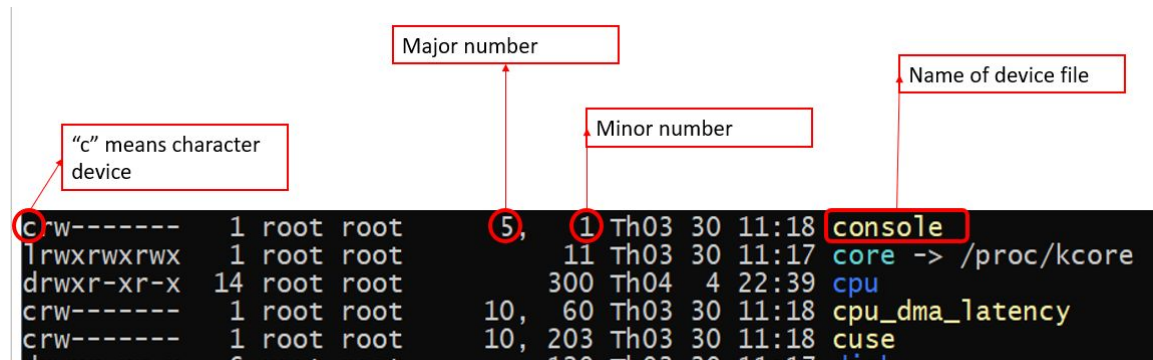 Major number
Name of device file
Minor number
“c” means character
device
crw------- 1 root root 5, 1 Th03 30 11:18 console
lrwxrwxrwx 1 root root 11 Th03 30 11:17 core -> /proc/kcore
drwxr-xr-x 14 root root 300 Th04 4 22:39 cpu
crw------- 1 root root 10, 60 Th03 30 11:18 cpu_dma_latency
crw------- 1 root root 10, 203 Th03 30 11:18 cuse